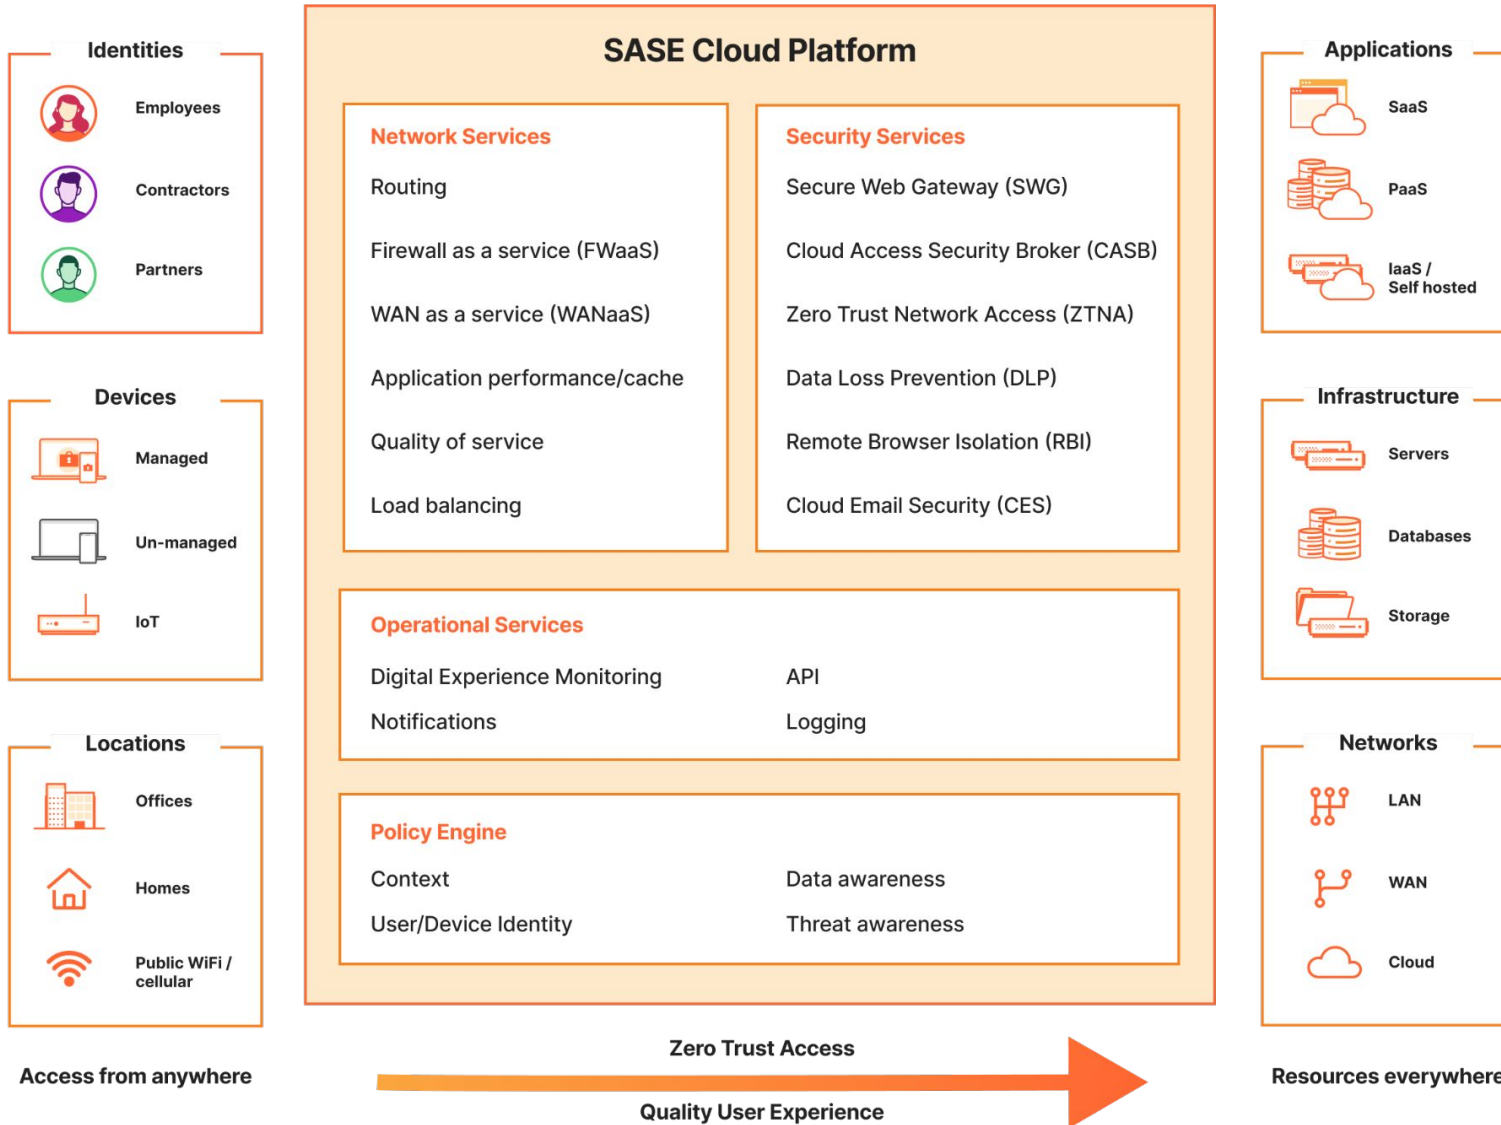 Identities
Employees
Contractors
Partners
Devices
Managed
Un-managed
IoT
Locations
Offices
Homes
Public WiFi /
cellular
Access from anywhere
SASE Cloud Platform
Network Services
Routing
Firewall as a service (FWaaS)
WAN as a service (WANaaS)
Application performance/cache
Quality of service
Load balancing
Security Services
Secure Web Gateway (SWG)
Cloud Access Security Broker (CASB)
Zero Trust Network Access (ZTNA)
Data Loss Prevention (DLP)
Remote Browser Isolation (RBI)
Cloud Email Security (CES)
Operational Services
Digital Experience Monitoring
Notifications
API
Logging
Policy Engine
Context
User/Device Identity
Data awareness
Threat awareness
Zero Trust Access
Quality User Experience
Applications
SaaS
PaaS
IaaS /
Self hosted
Infrastructure
Servers
Databases
Storage
Networks
LAN
WAN
Cloud
Resources everywhere